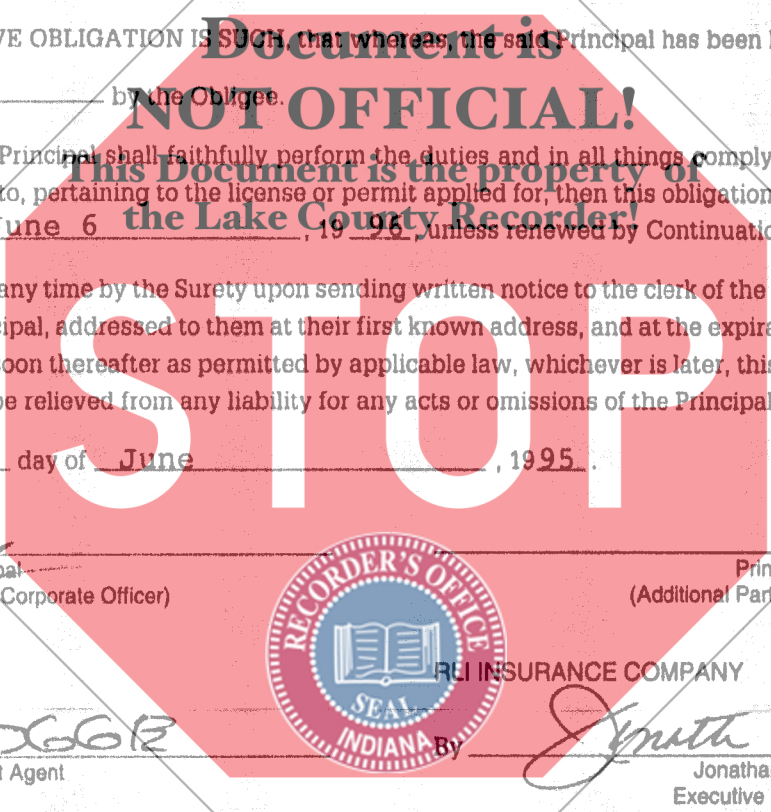 VE OBLIGATION IS SUCH, that whereas, the said Principal has been
Document is
by the Obligee.
NOT OFFICIAL!
Principal shall faithfully perform the duties and in all things comply
This Document is the property of
to, pertaining to the license or permit applied for, then this obligation
the Lake County Recorder!
June 6, 19 96, unless renewed by Continuatio
any time by the Surety upon sending written notice to the clerk of the
ipal, addressed to them at their first known address, and at the expira
soon thereafter as permitted by applicable law, whichever is later, this
be relieved from any liability for any acts or omissions of the Principal
STOP
day of June, 1995.
pal
Prin
Corporate Officer)
(Additional Par
RECORDER'S OFFICE
SEAL
INDIANA
RLI INSURANCE COMPANY
By
t Agent
Jonatha
Executive